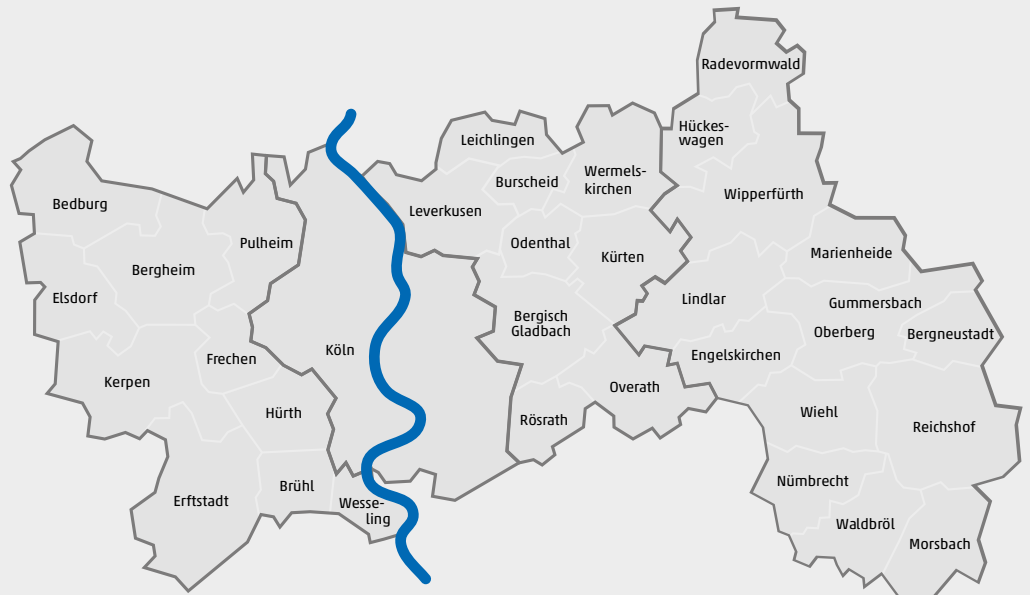 Radevormwald
Hückes-
wagen
Leichlingen
Wermels-
kirchen
Burscheid
Wipperfürth
Bedburg
Leverkusen
Pulheim
Odenthal
Marienheide
Kürten
Bergheim
Elsdorf
Lindlar
Gummersbach
Bergisch
Gladbach
Oberberg
Bergneustadt
Köln
Engelskirchen
Frechen
Kerpen
Overath
Hürth
Wiehl
Rösrath
Reichshof
Nümbrecht
Brühl
Erftstadt
Wesse-
ling
Waldbröl
Morsbach